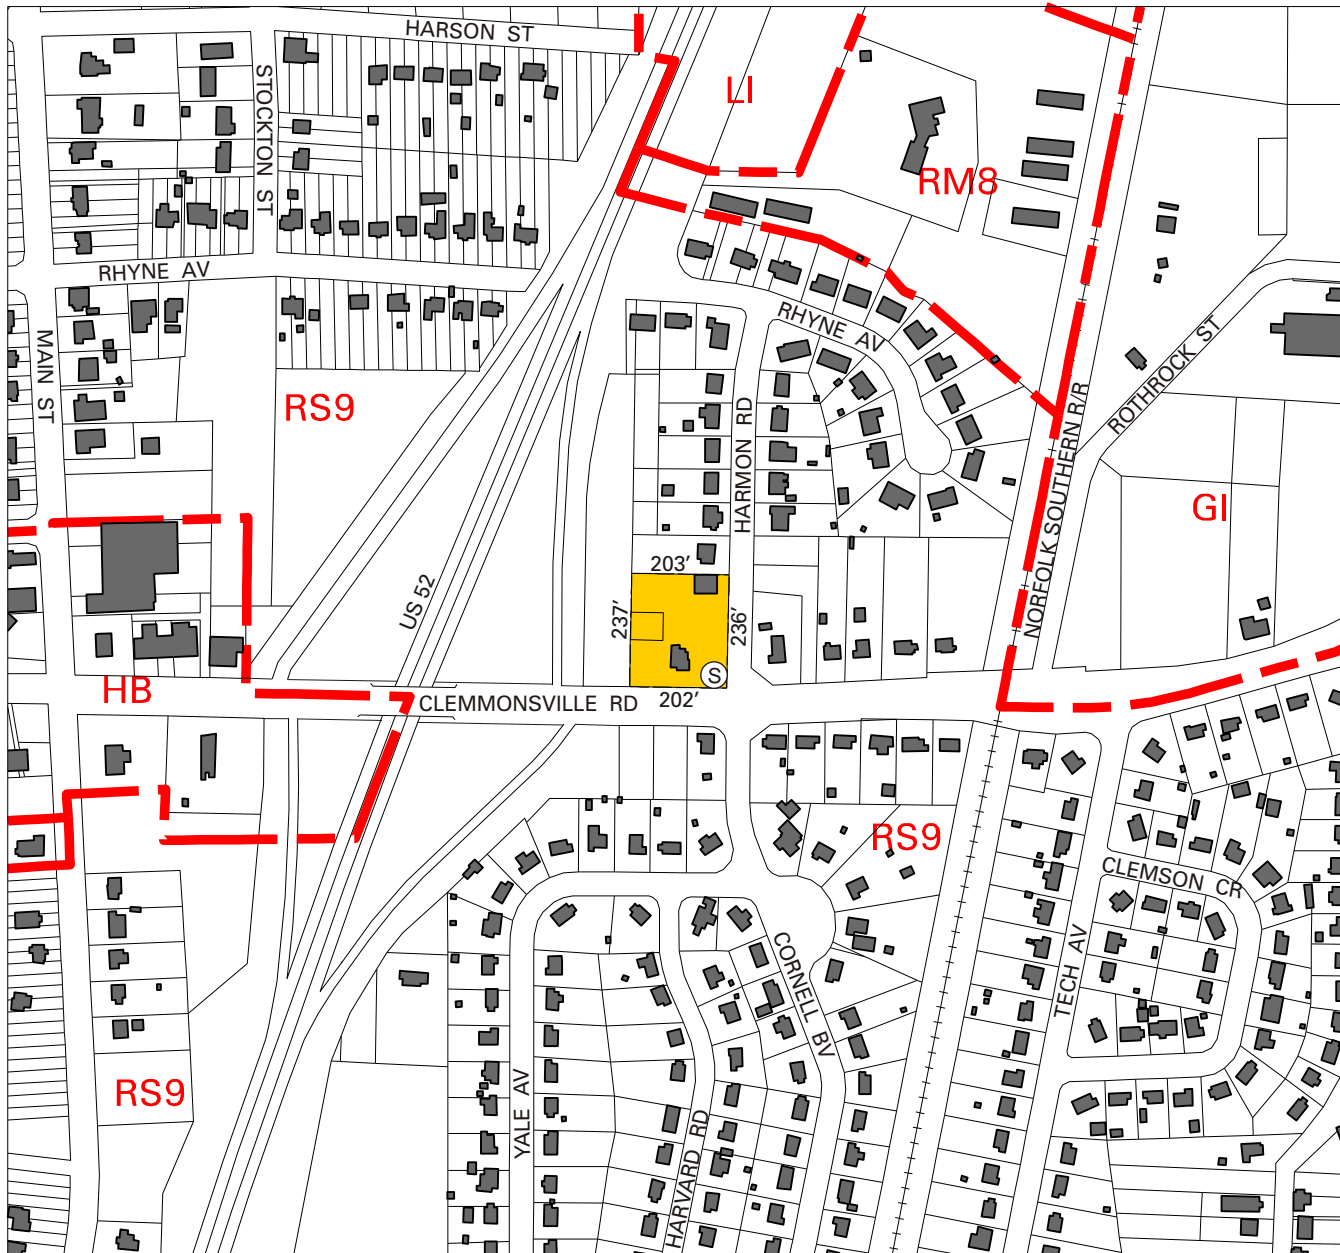 HARSON ST
STOCKTON ST
LI
RM8
RHYNE AV
RHYNE AV
MAIN ST
RS9
HARMON RD
ROTHROCK ST
NORFOLK SOUTHERN R/R
GI
US 52
203'
237'
236'
S
202'
HB
CLEMMONSVILLE RD
RS9
CLEMSON CR
TECH AV
CORNELL BV
RS9
YALE AV
HARVARD RD